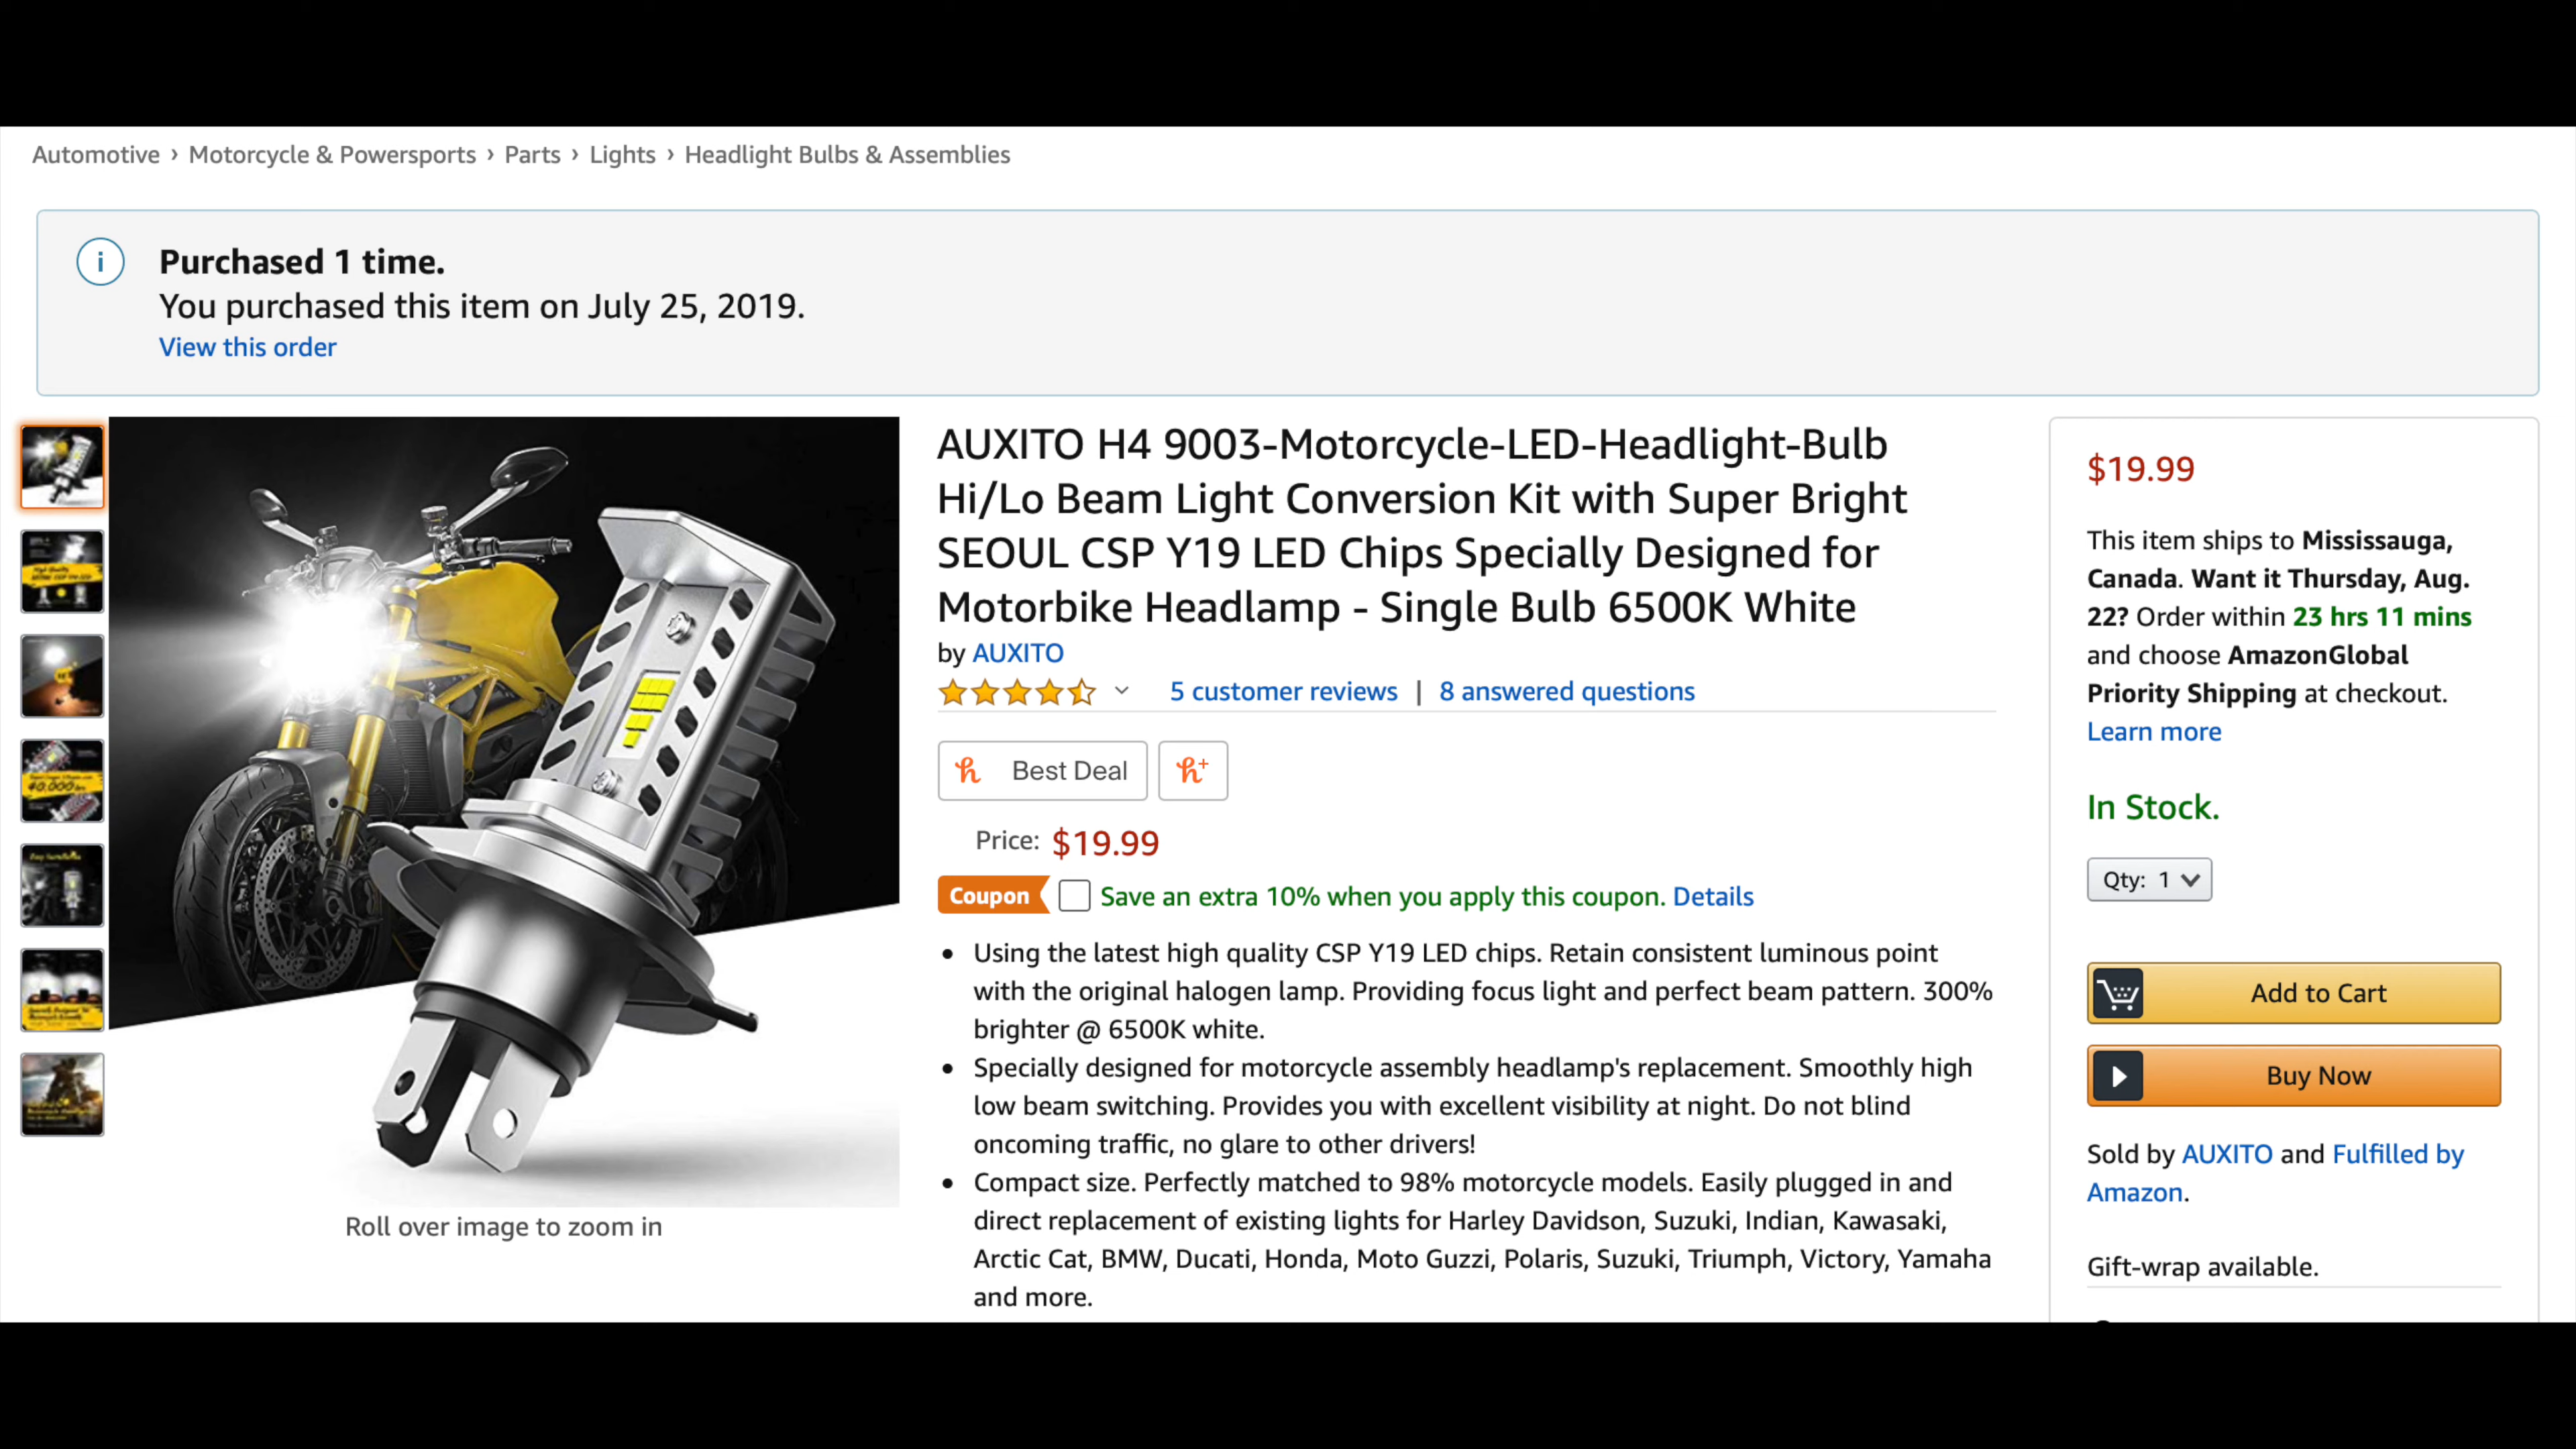 Automotive › Motorcycle & Powersports › Parts › Lights › Headlight Bulbs & Assemblies
i
Purchased 1 time.
You purchased this item on July 25, 2019.
View this order
AUXITO H4 9003-Motorcycle-LED-Headlight-Bulb
Hi/Lo Beam Light Conversion Kit with Super Bright
SEOUL CSP Y19 LED Chips Specially Designed for
Motorbike Headlamp - Single Bulb 6500K White
by AUXITO
5 customer reviews | 8 answered questions
Best Deal
Price: $19.99
Coupon Save an extra 10% when you apply this coupon. Details
• Using the latest high quality CSP Y19 LED chips. Retain consistent luminous point
with the original halogen lamp. Providing focus light and perfect beam pattern. 300%
brighter @ 6500K white.
• Specially designed for motorcycle assembly headlamp's replacement. Smoothly high
low beam switching. Provides you with excellent visibility at night. Do not blind
oncoming traffic, no glare to other drivers!
• Compact size. Perfectly matched to 98% motorcycle models. Easily plugged in and
direct replacement of existing lights for Harley Davidson, Suzuki, Indian, Kawasaki,
Arctic Cat, BMW, Ducati, Honda, Moto Guzzi, Polaris, Suzuki, Triumph, Victory, Yamaha
and more.
40,000
Roll over image to zoom in
$19.99
This item ships to Mississauga,
Canada. Want it Thursday, Aug.
22? Order within 23 hrs 11 mins
and choose AmazonGlobal
Priority Shipping at checkout.
Learn more
In Stock.
Qty: 1
Add to Cart
Buy Now
Sold by AUXITO and Fulfilled by
Amazon.
Gift-wrap available.